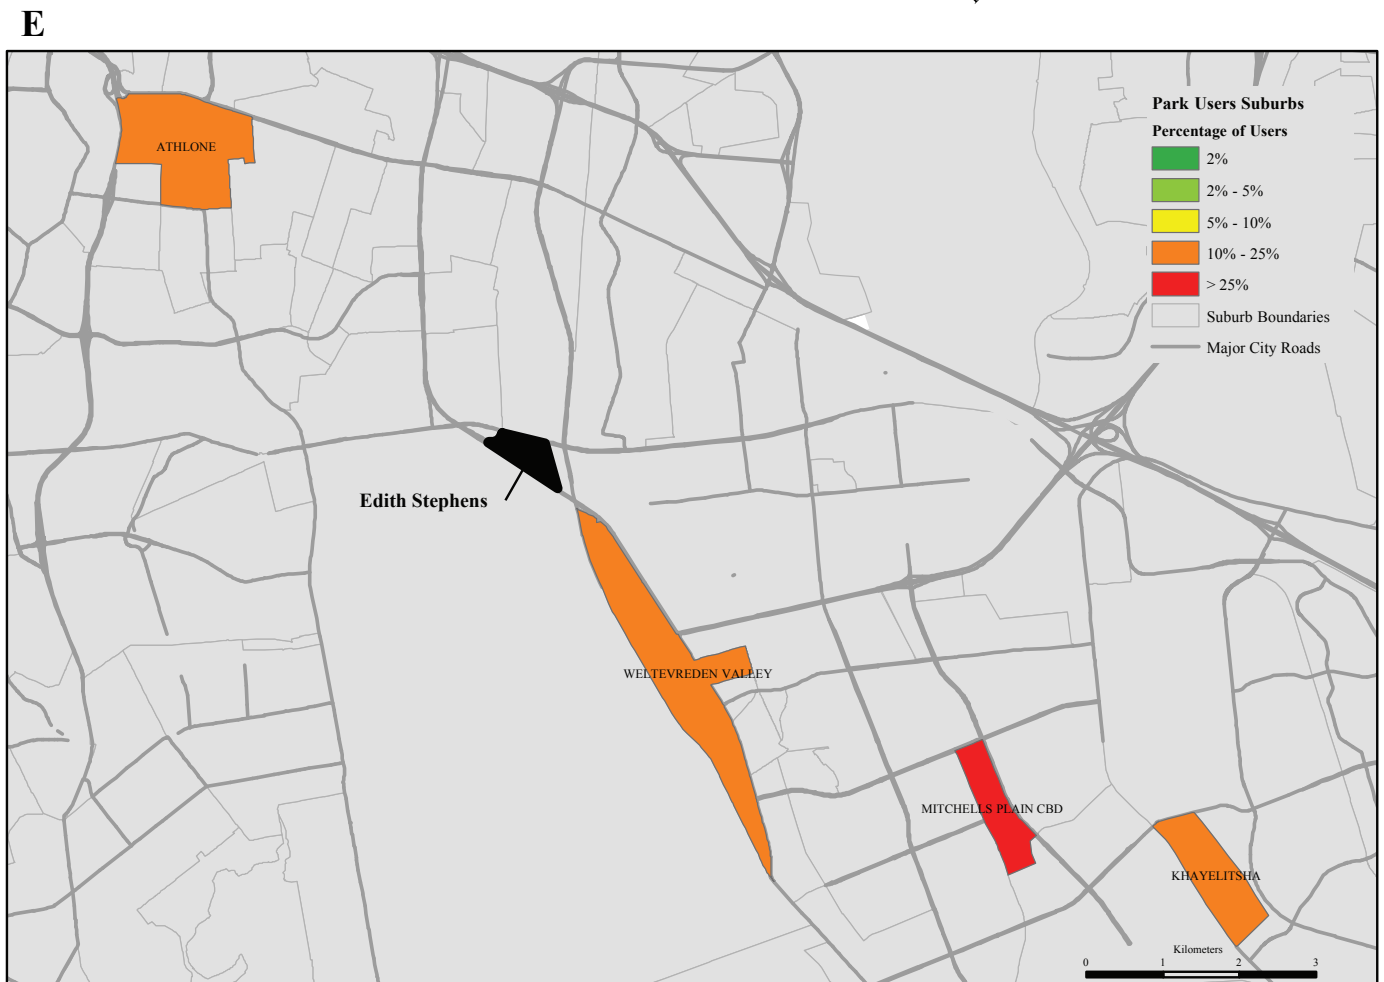 E
Park Users Suburbs
Percentage of Users
2%
2% - 5%
5% - 10%
10% - 25%
> 25%
Suburb Boundaries
Major City Roads
ATHLONE
Edith Stephens
WELTEVREDEN VALLEY
MITCHELLS PLAIN CBD
KHAYELITSHA
Kilometers
0 1 2 3